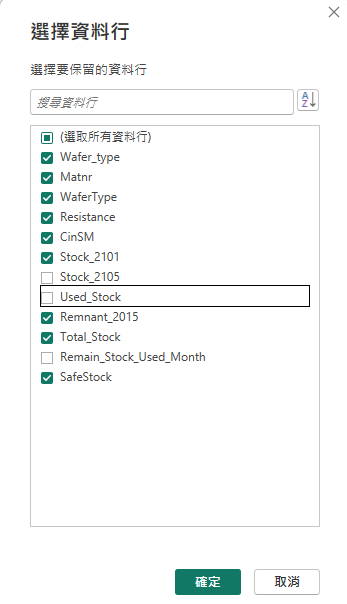 選擇資料行
選擇要保留的資料行
搜尋資料行
(選取所有資料行)
Wafer_type
Matnr
WaferType
Resistance
CinSM
Stock_2101
Stock_2105
Used_Stock
Remnant_2015
Total_Stock
Remain_Stock_Used_Month
SafeStock
確定
取消